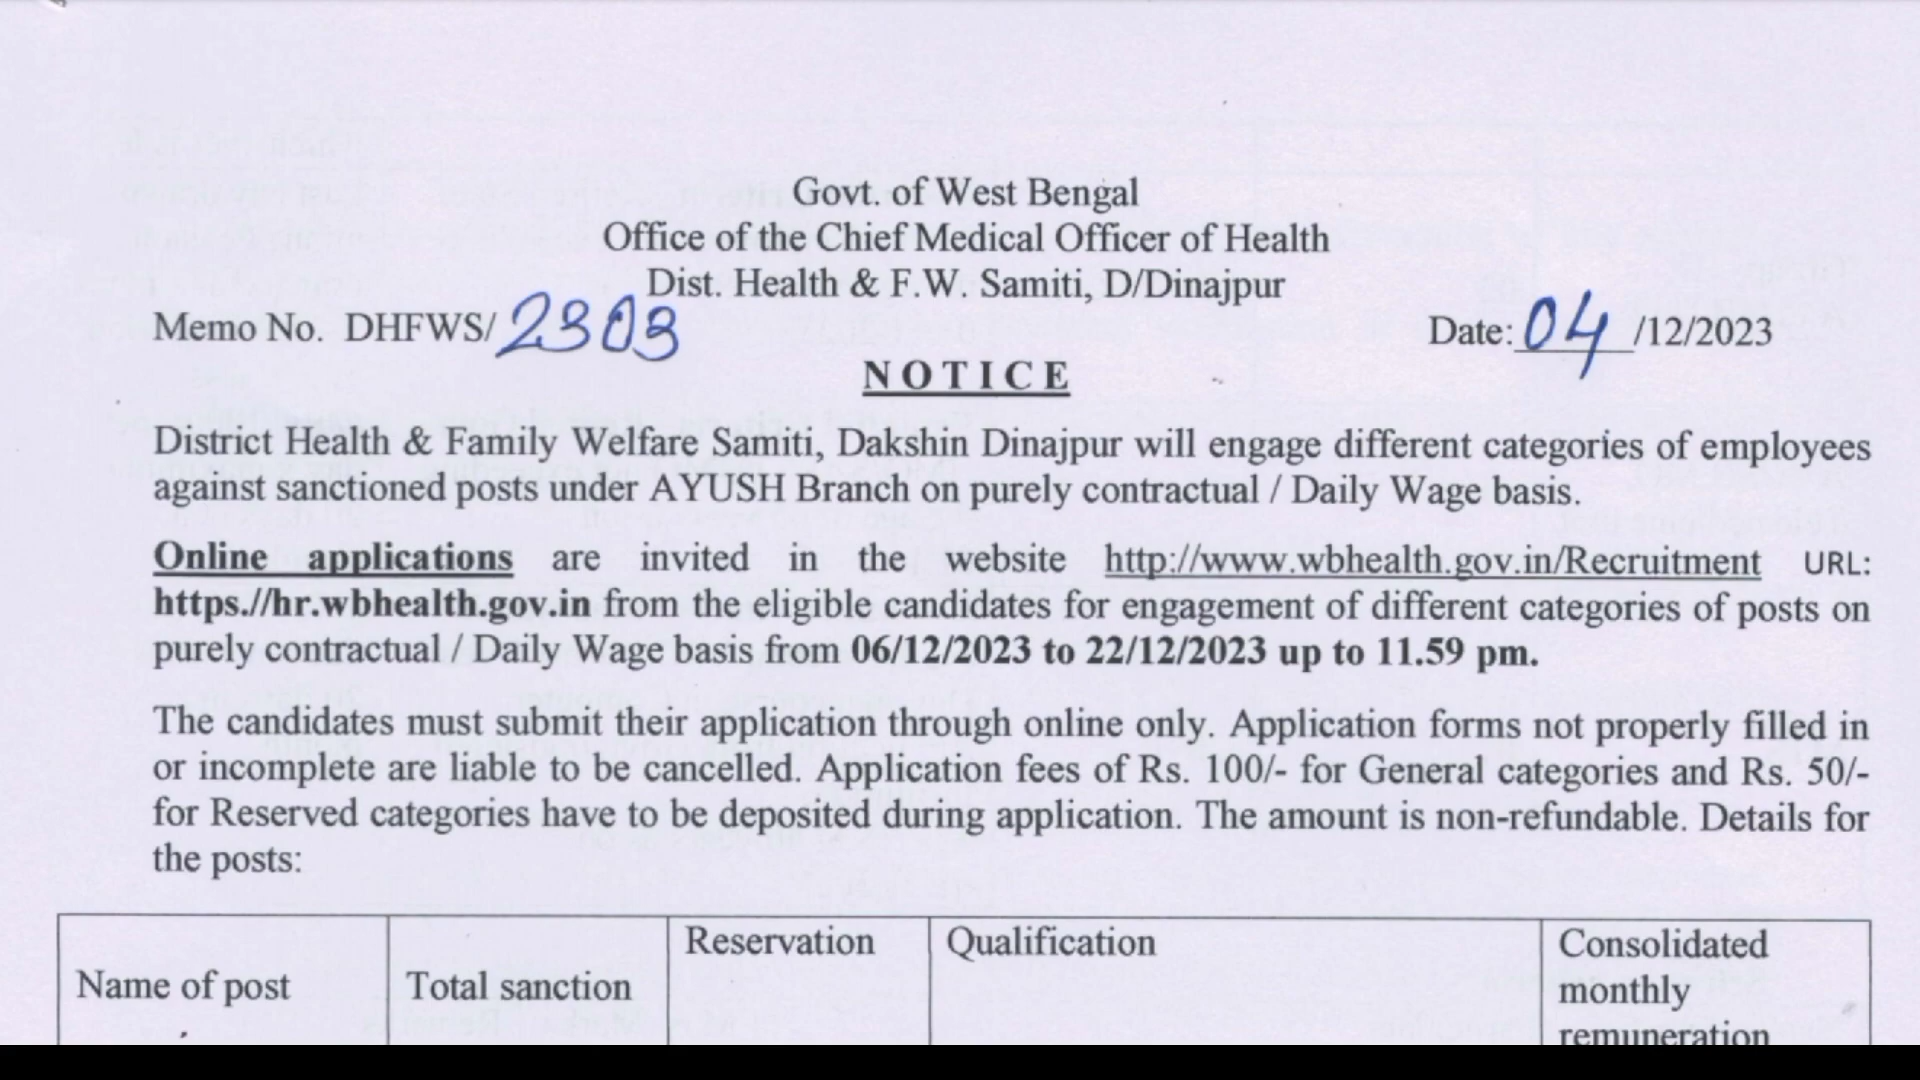 Govt. of West Bengal
Office of the Chief Medical Officer of Health
Dist. Health & F.W. Samiti, D/Dinajpur
Memo No. DHFWS/ 2303 Date: 04 /12/2023
NOTICE
District Health & Family Welfare Samiti, Dakshin Dinajpur will engage different categories of employees
against sanctioned posts under AYUSH Branch on purely contractual / Daily Wage basis.
Online applications are invited in the website http://www.wbhealth.gov.in/Recruitment URL:
https.//hr.wbhealth.gov.in from the eligible candidates for engagement of different categories of posts on
purely contractual / Daily Wage basis from 06/12/2023 to 22/12/2023 up to 11.59 pm.
The candidates must submit their application through online only. Application forms not properly filled in
or incomplete are liable to be cancelled. Application fees of Rs. 100/- for General categories and Rs. 50/-
for Reserved categories have to be deposited during application. The amount is non-refundable. Details for
the posts:
Name of post
Total sanction
Reservation
Qualification
Consolidated
monthly
remuneration